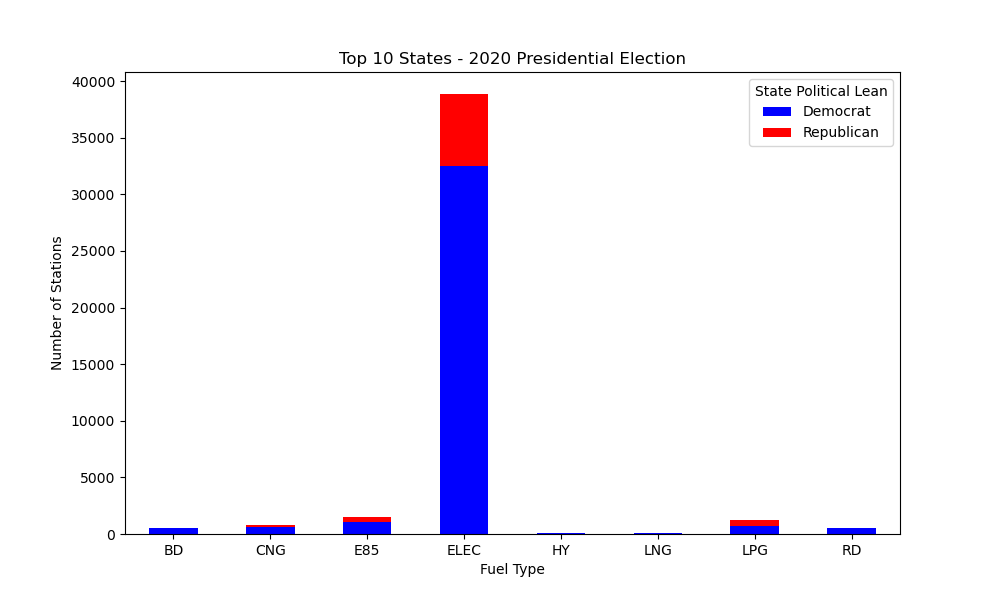 Top 10 States - 2020 Presidential Election
State Political Lean
Democrat
Republican
Number of Stations
40000
35000
30000
25000
20000
15000
10000
5000
0
BD CNG E85 ELEC HY LNG LPG RD
Fuel Type